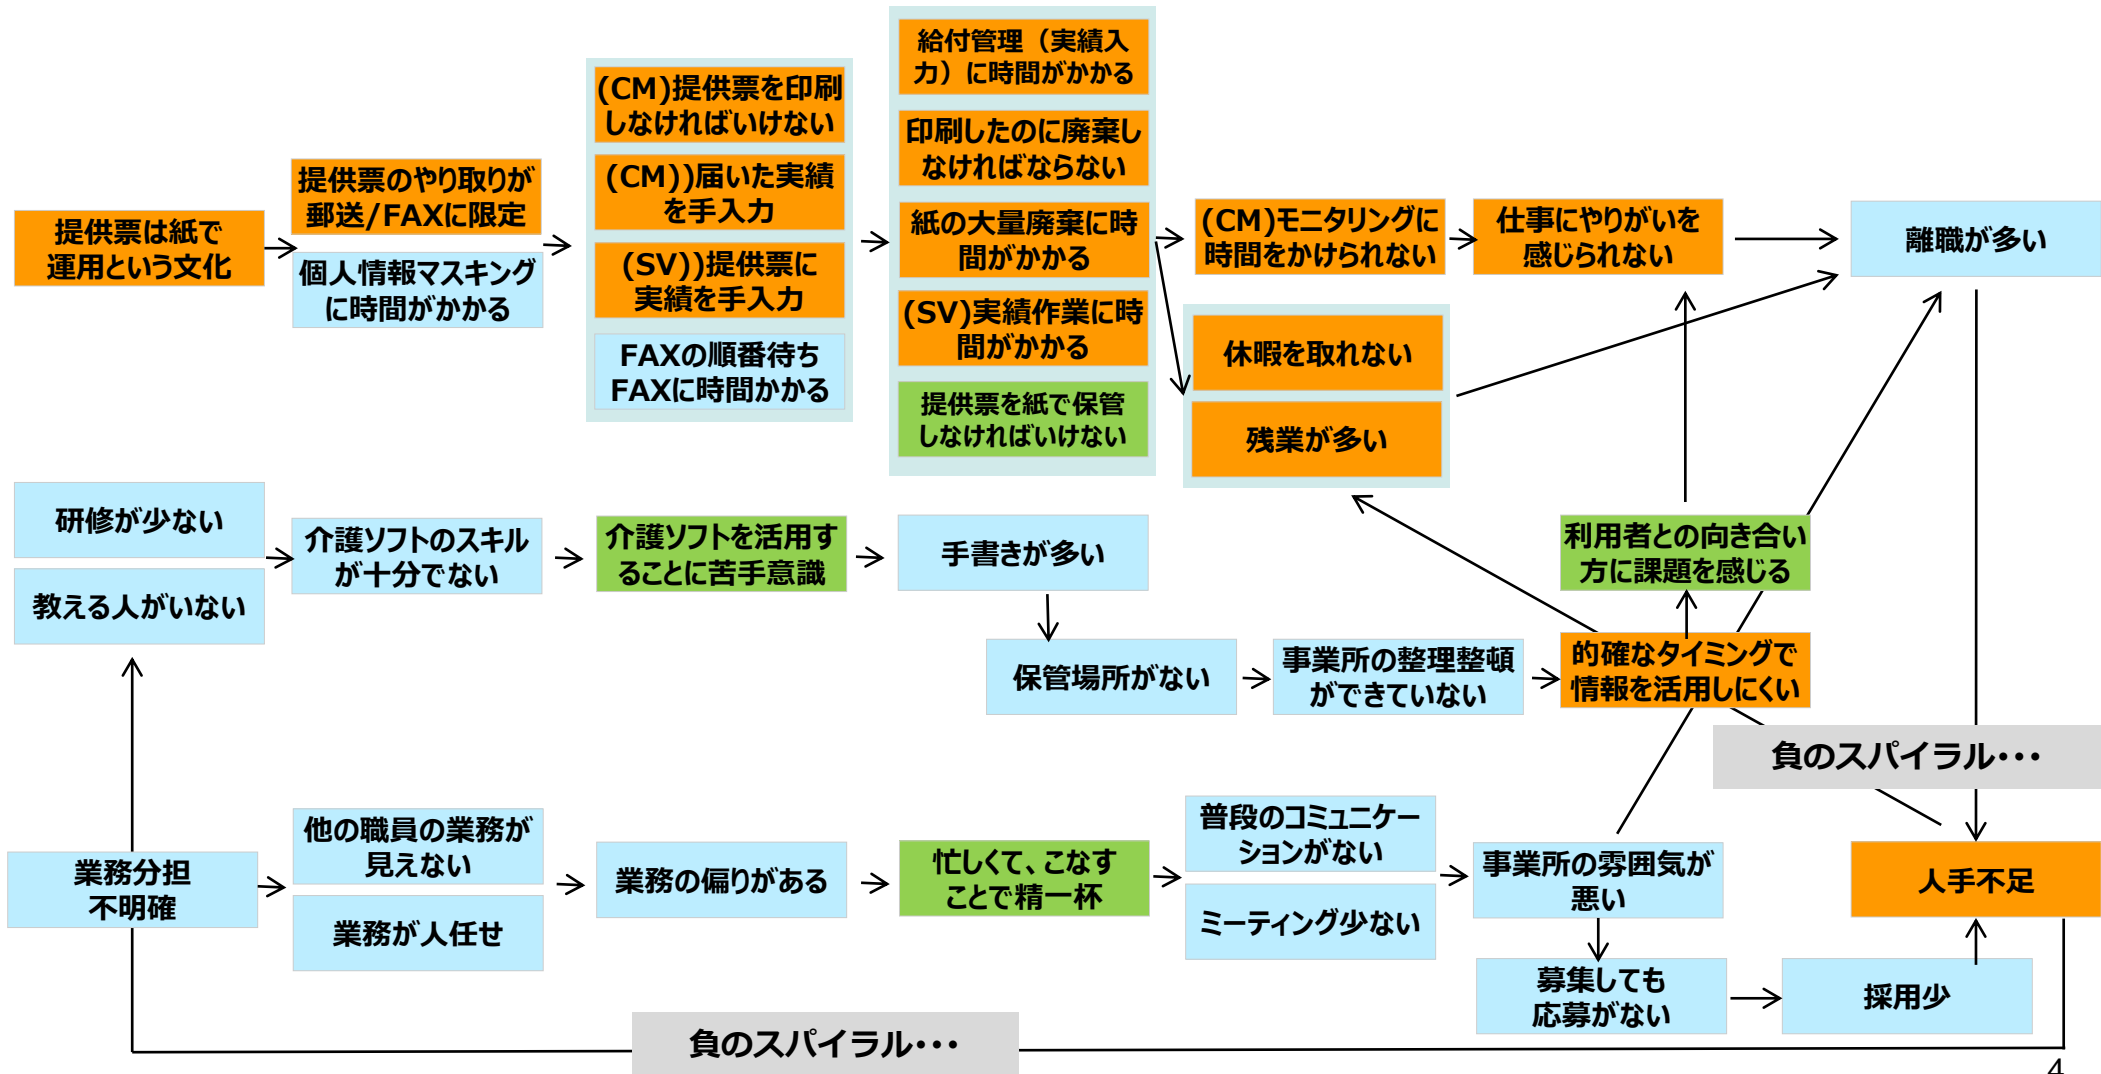 提供票は紙で
運用という文化
提供票のやり取りが
郵送/FAXに限定
個人情報マスキング
に時間がかかる
(CM)提供票を印刷
しなければいけない
(CM))届いた実績
を手入力
(SV))提供票に
実績を手入力
FAXの順番待ち
FAXに時間かかる
給付管理（実績入
力）に時間がかかる
印刷したのに廃棄し
なければならない
紙の大量廃棄に時
間がかかる
(SV)実績作業に時
間がかかる
提供票を紙で保管
しなければいけない
(CM)モニタリングに
時間をかけられない
仕事にやりがいを
感じられない
離職が多い
休暇を取れない
残業が多い
研修が少ない
教える人がいない
介護ソフトのスキル
が十分でない
介護ソフトを活用す
ることに苦手意識
手書きが多い
利用者との向き合い
方に課題を感じる
保管場所がない
事業所の整理整頓
ができていない
的確なタイミングで
情報を活用しにくい
負のスパイラル・・・
業務分担
不明確
他の職員の業務が
見えない
業務が人任せ
業務の偏りがある
忙しくて、こなす
ことで精一杯
普段のコミュニケー
ションがない
ミーティング少ない
事業所の雰囲気が
悪い
人手不足
募集しても
応募がない
採用少
負のスパイラル・・・
4